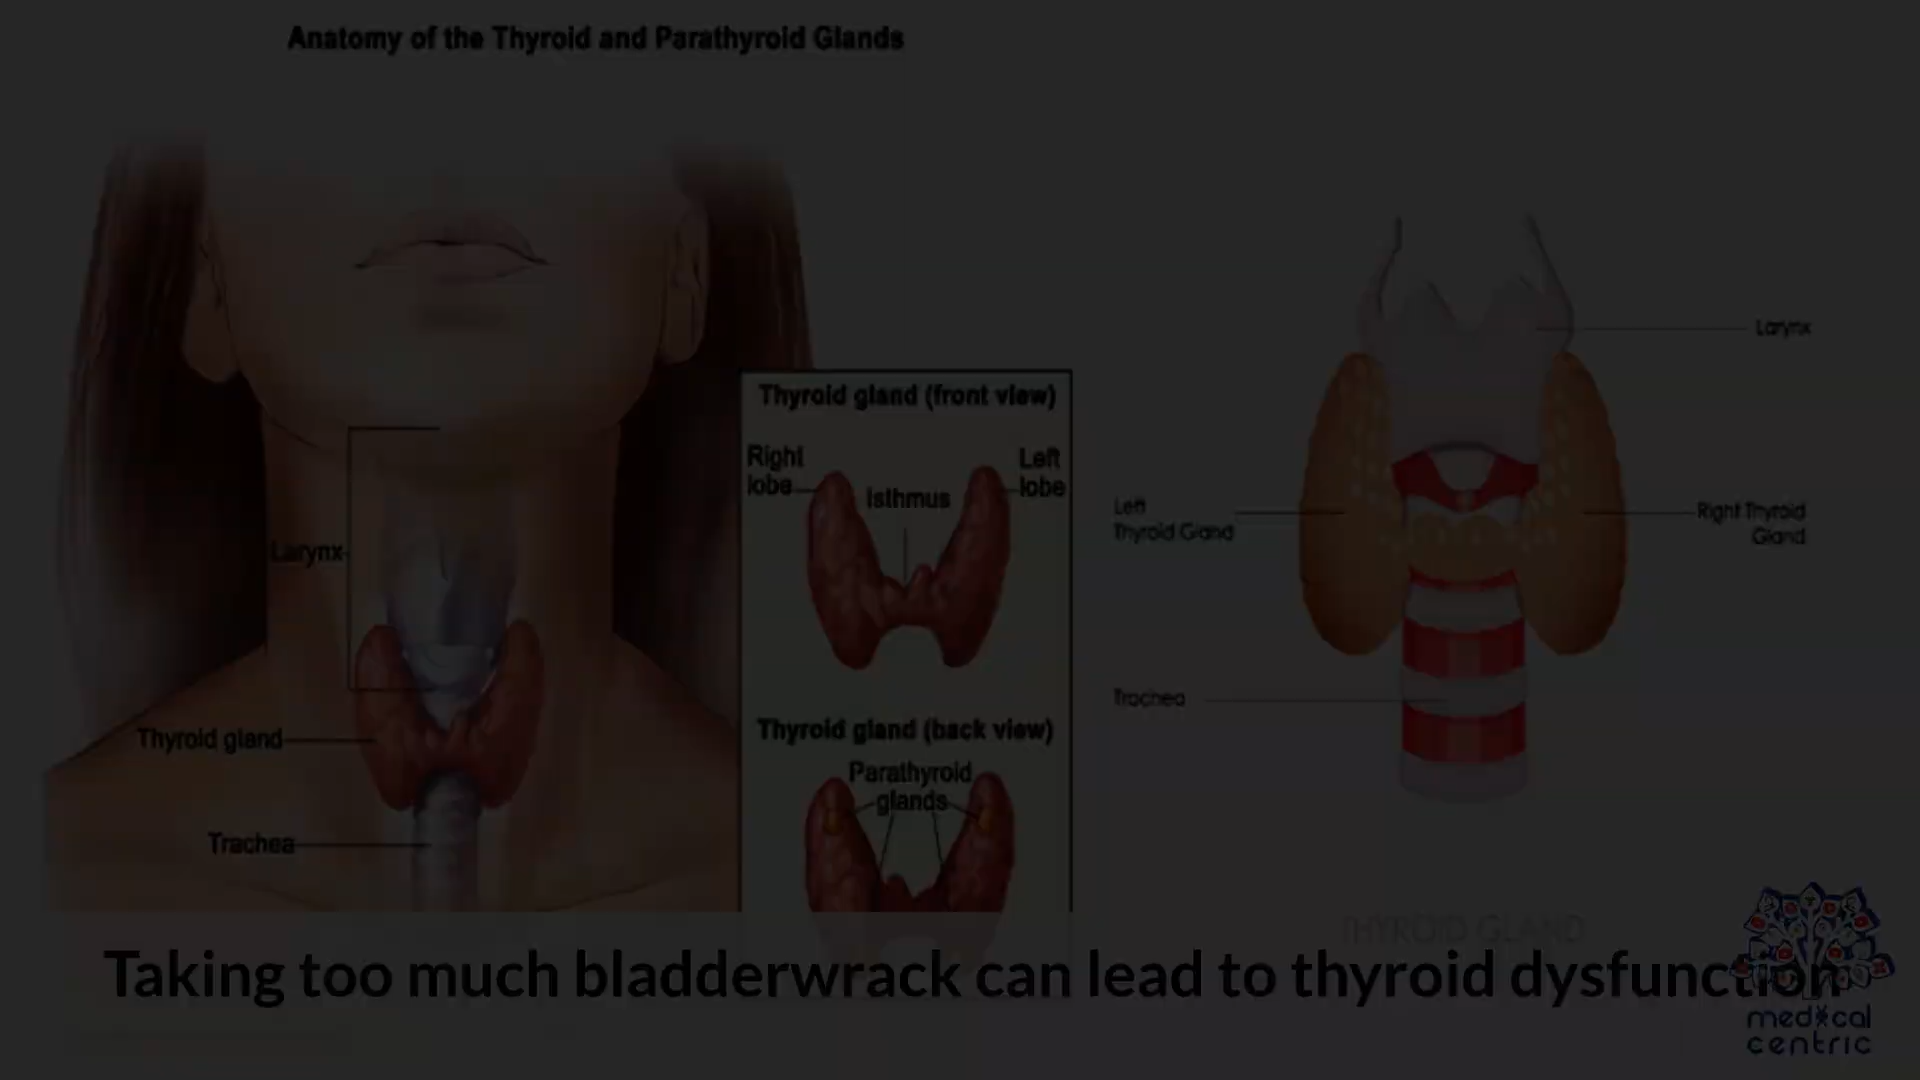 Anatomy of the Thyroid and Parathyroid Glands
Larynx
Thyroid gland
Trachea
Thyroid gland (front view)
Right
lobe
Isthmus
Left
lobe
Thyroid gland (back view)
Parathyroid
glands
Larynx
Left
Thyroid Gland
Right Thyroid
Gland
Trachea
THYROID GLAND
Taking too much bladderwrack can lead to thyroid dysfunction
medical
centric